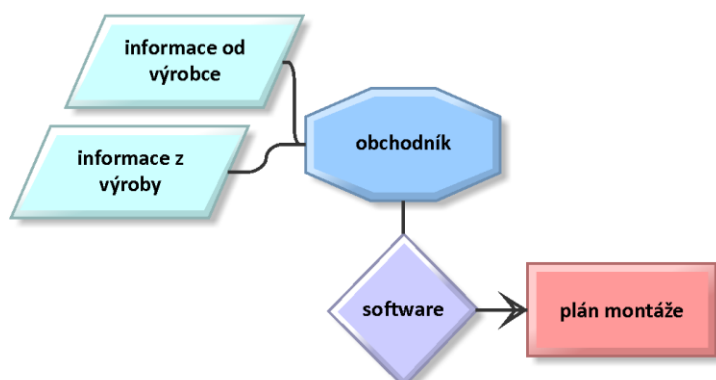 informace od
výrobce
informace z
výroby
obchodník
software
plán montáže